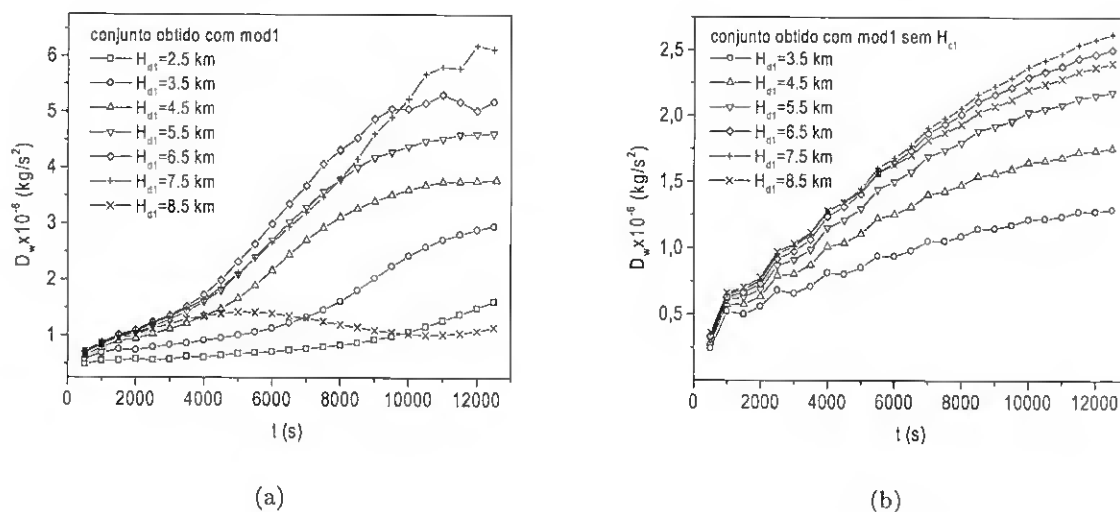 conjunto obtido com mod1
H_d1=2.5 km
H_d1=3.5 km
H_d1=4.5 km
H_d1=5.5 km
H_d1=6.5 km
H_d1=7.5 km
H_d1=8.5 km
D_w x10^-6 (kg/s^2)
6
5
4
3
2
1
0 2000 4000 6000 8000 10000 12000
t (s)
(a)
conjunto obtido com mod1 sem H_c1
H_d1=3.5 km
H_d1=4.5 km
H_d1=5.5 km
H_d1=6.5 km
H_d1=7.5 km
H_d1=8.5 km
D_w x10^-6 (kg/s^2)
2,5
2,0
1,5
1,0
0,5
0 2000 4000 6000 8000 10000 12000
t (s)
(b)